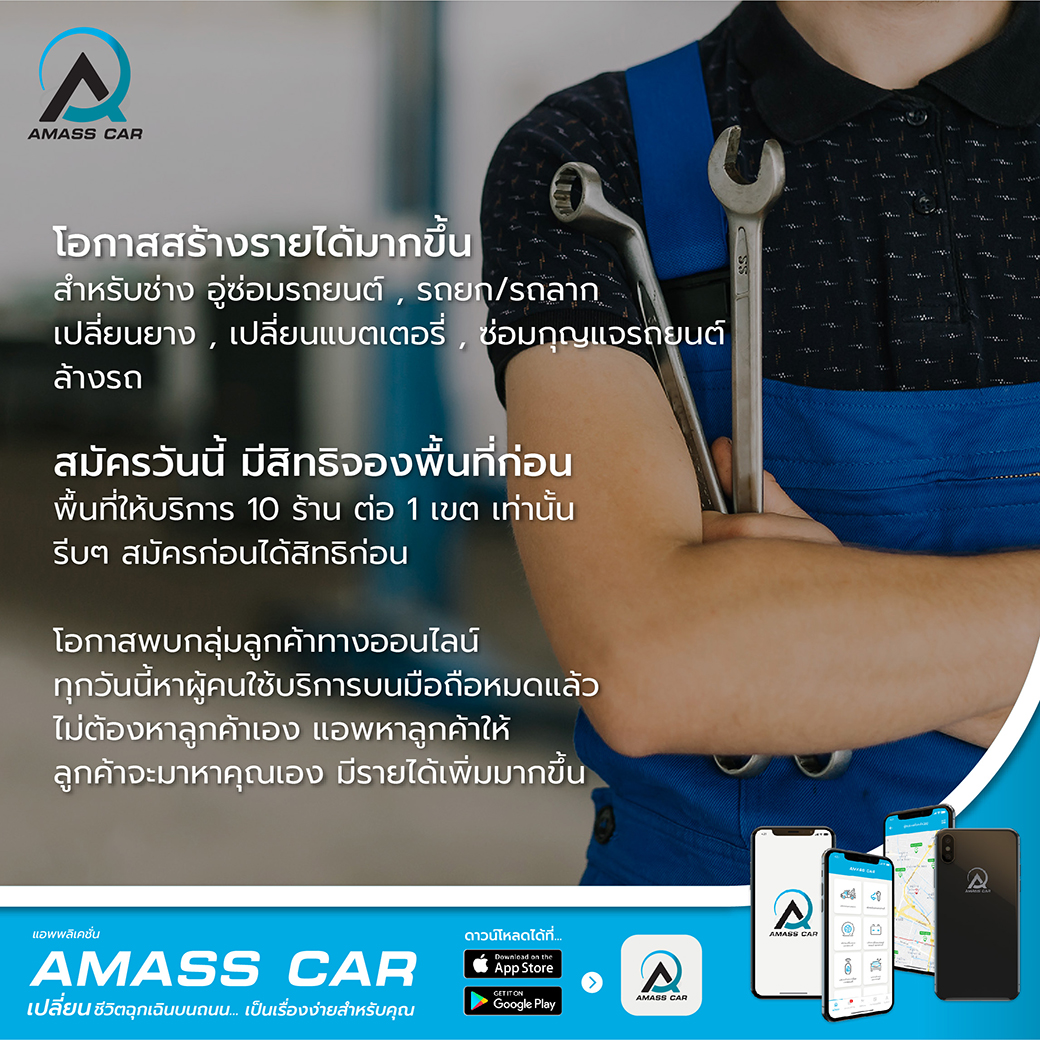 AMASS CAR
โอกาสสร้างรายได้มากขึ้น
สำหรับช่าง อู่ซ่อมรถยนต์ , รถยก/รถลาก
เปลี่ยนยาง , เปลี่ยนแบตเตอรี่ , ซ่อมกุญแจรถยนต์
ล้างรถ
สมัครวันนี้ มีสิทธิจองพื้นที่ก่อน
พื้นที่ให้บริการ 10 ร้าน ต่อ 1 เขต เท่านั้น
รีบๆ สมัครก่อนได้สิทธิก่อน
โอกาสพบกลุ่มลูกค้าทางออนไลน์
ทุกวันนี้หาผู้คนใช้บริการบนมือถือหมดแล้ว
ไม่ต้องหาลูกค้าเอง แอพหาลูกค้าให้
ลูกค้าจะมาหาคุณเอง มีรายได้เพิ่มมากขึ้น
SS
แอพพลิเคชั่น
AMASS CAR
เปลี่ยน ชีวิตฉุกเฉินบนถนน... เป็นเรื่องง่ายสำหรับคุณ
ดาวน์โหลดได้ที่...
Download on the
App Store
GET IT ON
Google Play
AMASS CAR
AMASS CAR
AMASS CAR
AMASS CAR